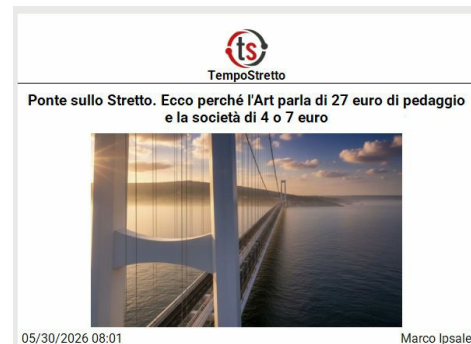 ts
TempoStretto
Ponte sullo Stretto. Ecco perché l'Art parla di 27 euro di pedaggio
e la società di 4 o 7 euro
05/30/2026 08:01
Marco Ipsale